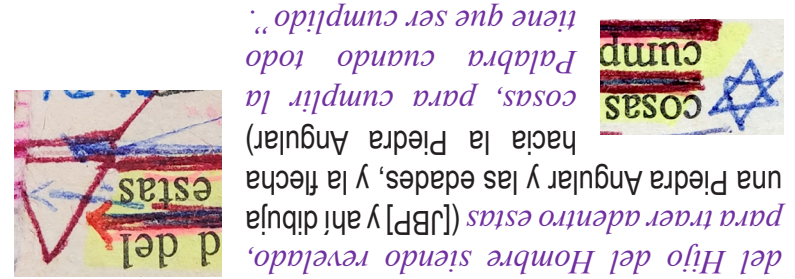 del Hijo del Hombre siendo revelado,
para traer adentro estas ([JBP] y ahí dibuja
una Piedra Angular y las edades, y la flecha
hacia la Piedra Angular)
cosas, para cumplir la
Palabra cuando todo
tiene que ser cumplido”.
d del
estas
cosas
cump